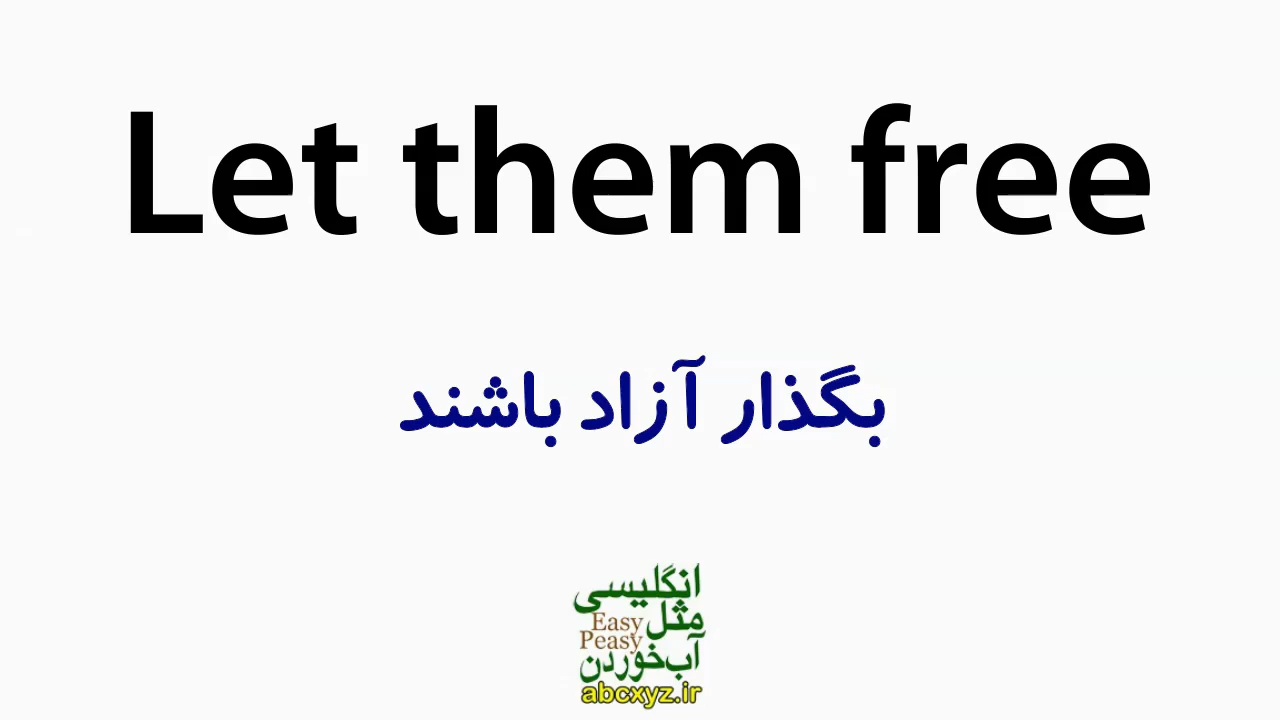 Let them free
بگذار آزاد باشند
انگلیسی
مثل Easy
Peasy
آب‌خوردن
abcxyz.ir